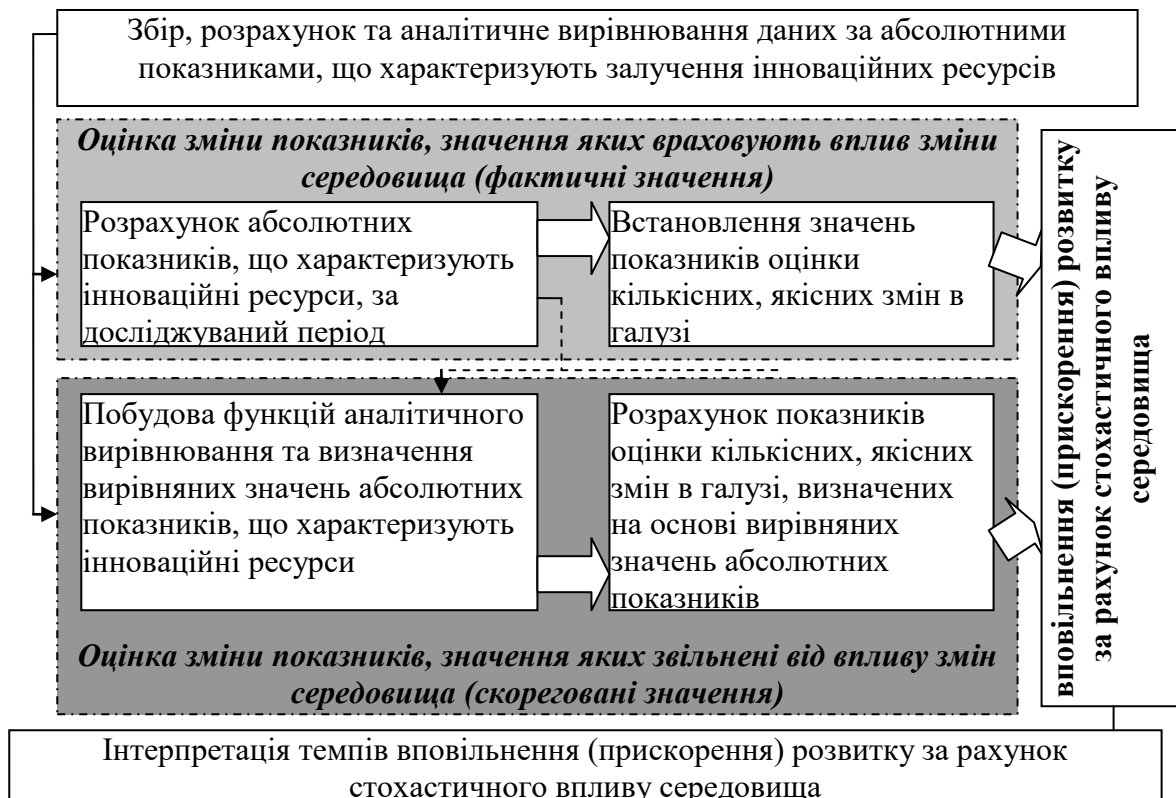 Збір, розрахунок та аналітичне вирівнювання даних за абсолютними
показниками, що характеризують залучення інноваційних ресурсів
Оцінка зміни показників, значення яких враховують вплив зміни
середовища (фактичні значення)
Розрахунок абсолютних
показників, що характеризують
інноваційні ресурси, за
досліджуваний період
Встановлення значень
показників оцінки
кількісних, якісних змін в
галузі
Побудова функцій аналітичного
вирівнювання та визначення
вирівняних значень абсолютних
показників, що характеризують
інноваційні ресурси
Розрахунок показників
оцінки кількісних, якісних
змін в галузі, визначених
на основі вирівняних
значень абсолютних
показників
Оцінка зміни показників, значення яких звільнені від впливу змін
середовища (скореговані значення)
вповільнення (прискорення) розвитку
за рахунок стохастичного впливу
середовища
Інтерпретація темпів вповільнення (прискорення) розвитку за рахунок
стохастичного впливу середовища